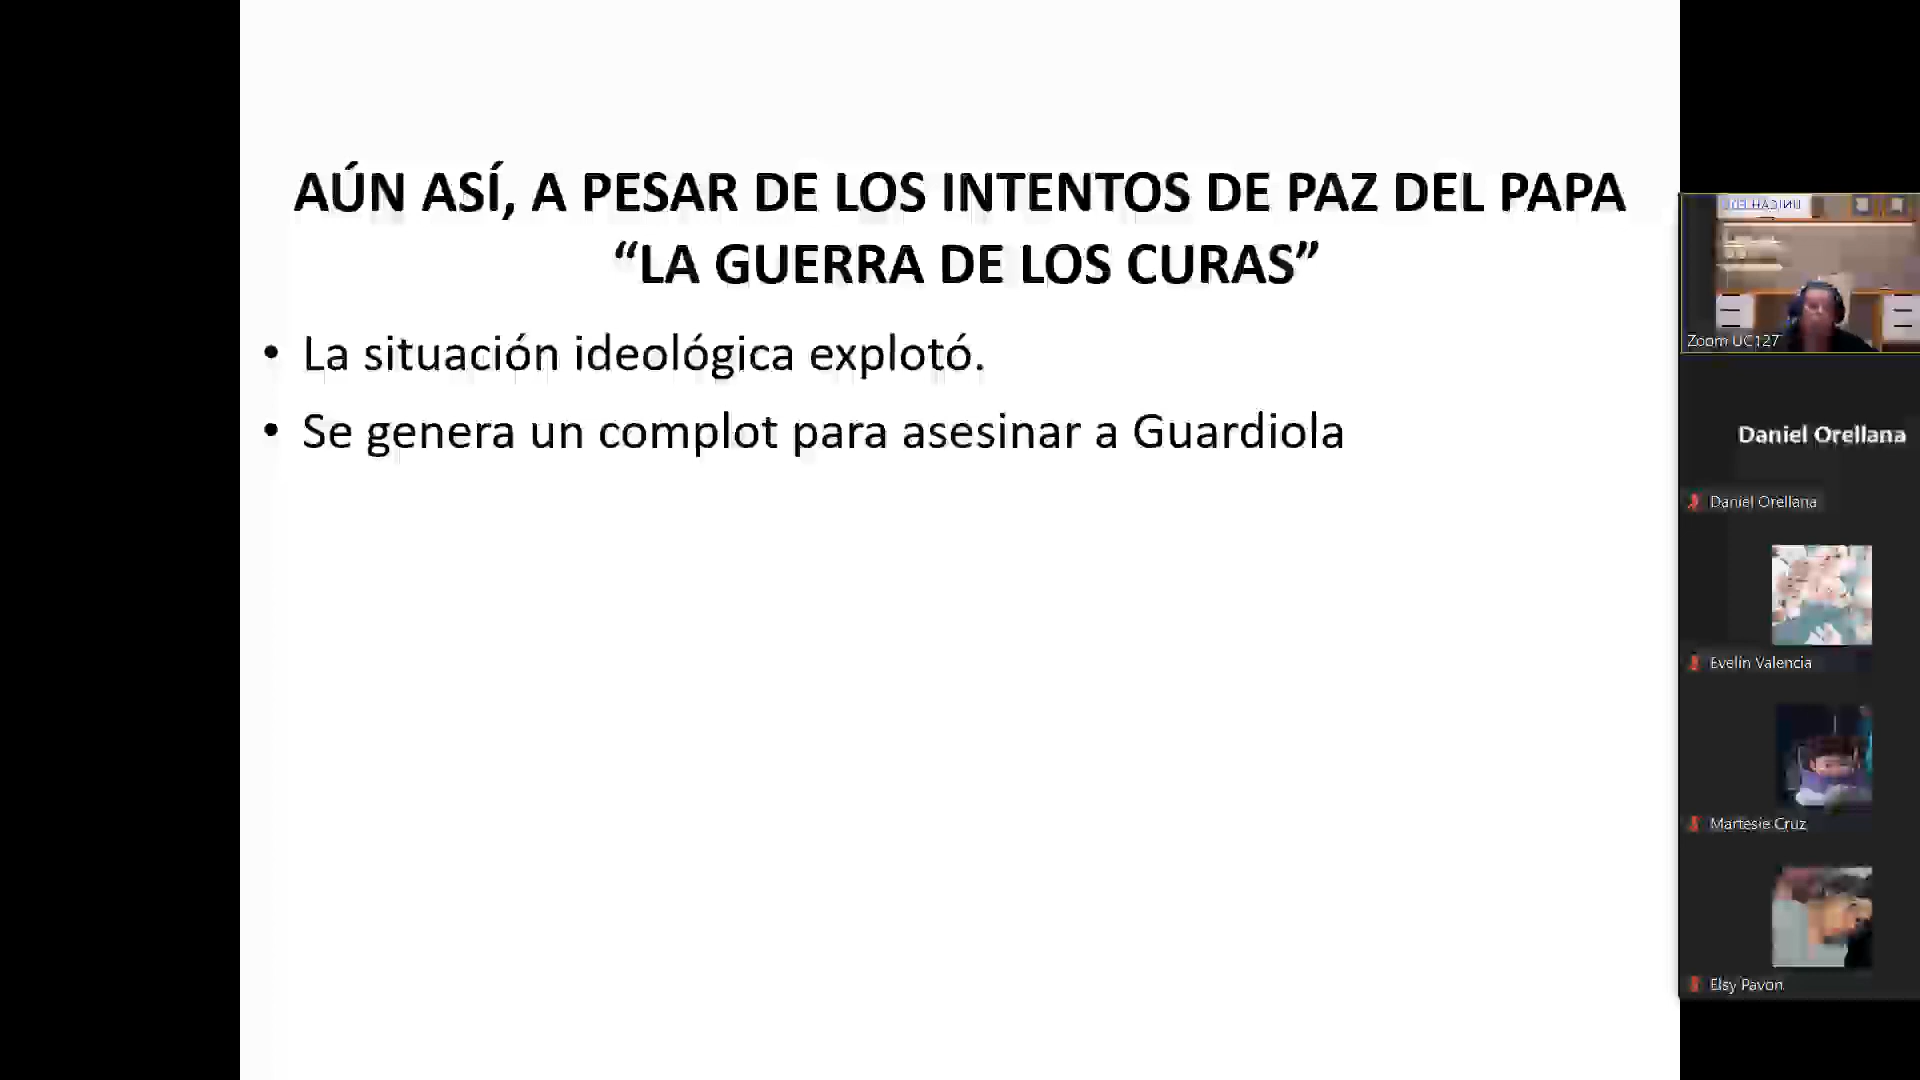 AÚN ASÍ, A PESAR DE LOS INTENTOS DE PAZ DEL PAPA
“LA GUERRA DE LOS CURAS”
• La situación ideológica explotó.
• Se genera un complot para asesinar a Guardiola
Zoom UC127
Daniel Orellana
Daniel Orellana
Evelin Valencia
Martesie Cruz
Elsy Pavon